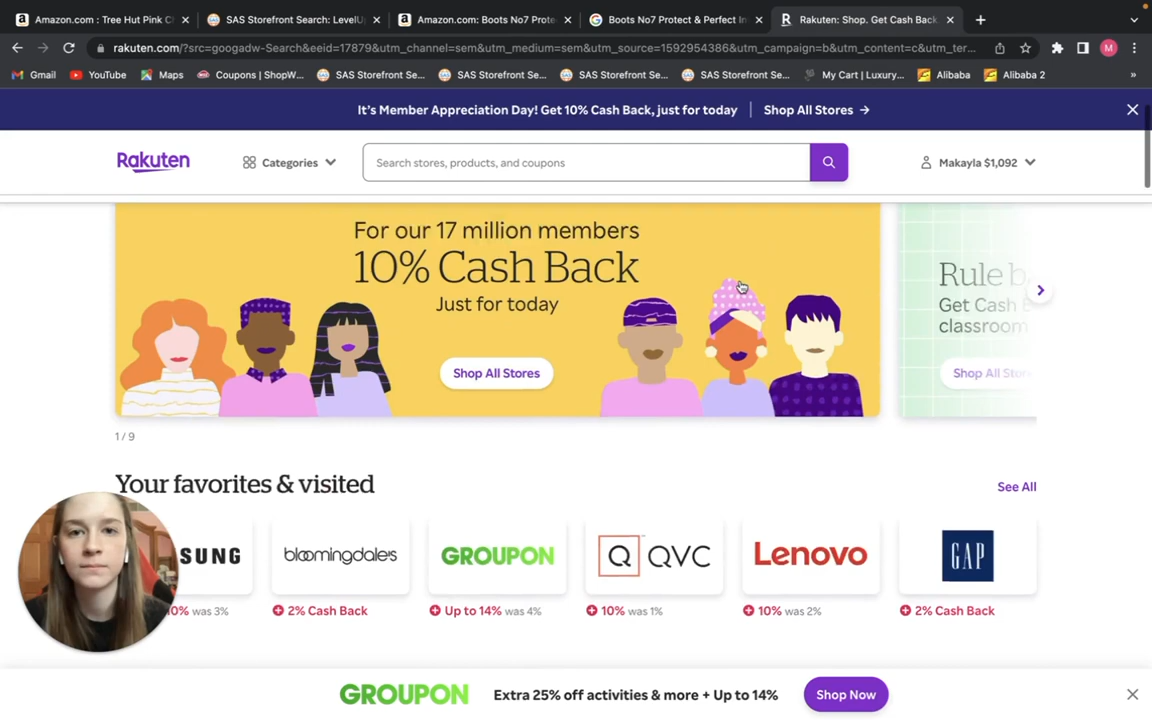 Amazon.com : Tree Hut Pink C
SAS Storefront Search: LevelU
Amazon.com: Boots No7 Prote
Boots No7 Protect & Perfect In
Rakuten: Shop. Get Cash Back
rakuten.com/?src=googadw-Search&eeid=17879&utm_channel=sem&utm_medium=sem&utm_source=1592954386&utm_campaign=b&utm_content=c&utm_ter...
M
Gmail
YouTube
Maps
Coupons | ShopW...
SAS Storefront Se...
SAS Storefront Se...
SAS Storefront Se...
SAS Storefront Se...
My Cart | Luxury...
Alibaba
Alibaba 2
It's Member Appreciation Day! Get 10% Cash Back, just for today
Shop All Stores →
Rakuten
Categories
Search stores, products, and coupons
Makayla $1,092
For our 17 million members
10% Cash Back
Just for today
Shop All Stores
Rule b
Get Cash
classroom
Shop All Stor
1 / 9
Your favorites & visited
See All
SUNG
bloomingdale's
GROUPON
Q QVC
Lenovo
GAP
10% was 3%
2% Cash Back
Up to 14% was 4%
10% was 1%
10% was 2%
2% Cash Back
GROUPON
Extra 25% off activities & more + Up to 14%
Shop Now